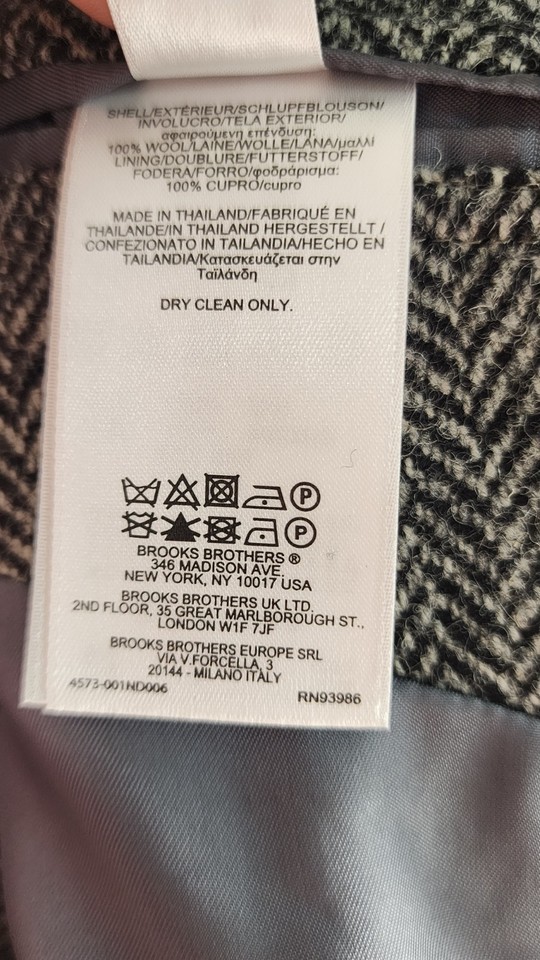 SHELL/EXTÉRIEUR/SCHLUPFBLOUSON/
INVOLUCRO/TELA EXTERIOR/
αφαιρούμενη επένδυση:
100% WOOL/LAINE/WOLLE/LANA/μαλλί
LINING/DOUBLURE/FUTTERSTOFF/
FODERA/FORRO/φοδράρισμα:
100% CUPRO/cupro
MADE IN THAILAND/FABRIQUÉ EN
THAILANDE/IN THAILAND HERGESTELLT /
CONFEZIONATO IN TAILANDIA/HECHO EN
TAILANDIA/Κατασκευάζεται στην
Ταϊλάνδη
DRY CLEAN ONLY.
P
P
BROOKS BROTHERS ®
346 MADISON AVE.
NEW YORK, NY 10017 USA
BROOKS BROTHERS UK LTD.
2ND FLOOR, 35 GREAT MARLBOROUGH ST.,
LONDON W1F 7JF
BROOKS BROTHERS EUROPE SRL
VIA V.FORCELLA, 3
20144 - MILANO ITALY
4573-001ND006 RN93986